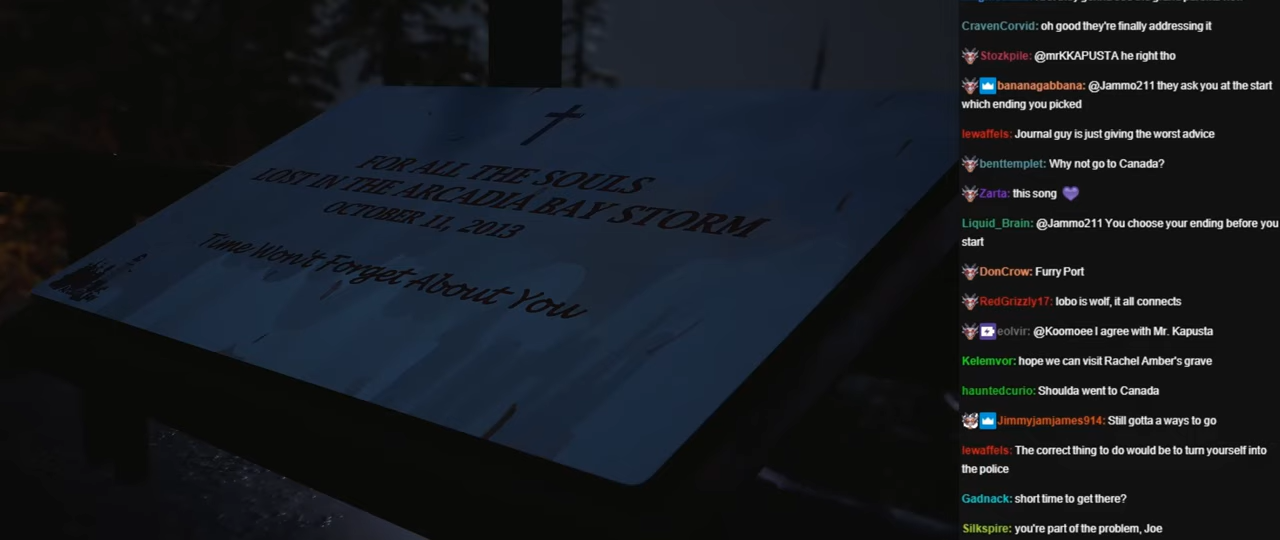 FOR ALL THE SOULS
LOST IN THE ARCADIA BAY STORM
OCTOBER 11, 2013
Time Won't Forget About You
CravenCorvid: oh good they're finally addressing it
Stozkpile: @mrKKAPUSTA he right tho
bananagabbana: @Jammo211 they ask you at the start
which ending you picked
lewaffels: Journal guy is just giving the worst advice
benttemplet: Why not go to Canada?
Zarta: this song
Liquid_Brain: @Jammo211 You choose your ending before you
start
DonCrow: Furry Port
RedGrizzly17: lobo is wolf, it all connects
eolvir: @Koomoee I agree with Mr. Kapusta
Kelemvor: hope we can visit Rachel Amber's grave
hauntedcurio: Shoulda went to Canada
Jimmyjamjames914: Still gotta a ways to go
lewaffels: The correct thing to do would be to turn yourself into
the police
Gadnack: short time to get there?
Silkspire: you're part of the problem, Joe